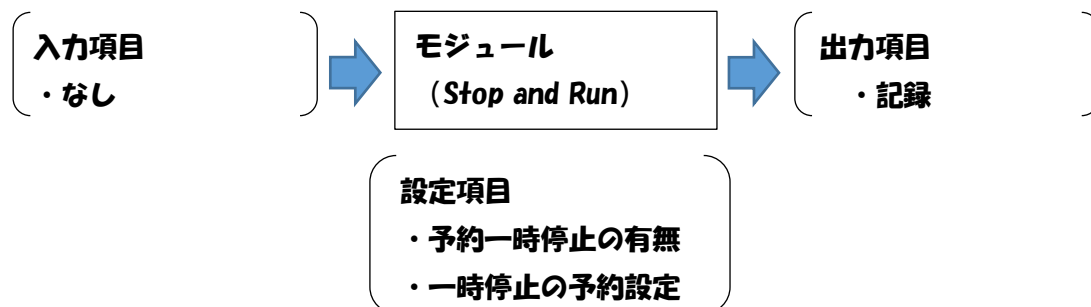 入力項目
・なし
モジュール
（Stop and Run）
出力項目
・記録
設定項目
・予約一時停止の有無
・一時停止の予約設定